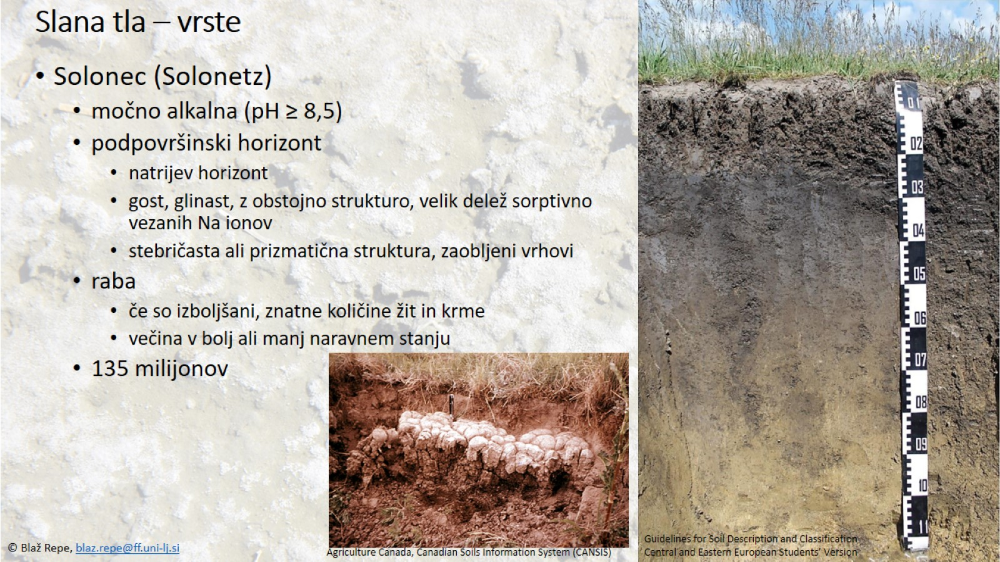 Slana tla – vrste
• Solonec (Solonetz)
• močno alkalna (pH ≥ 8,5)
• podpovršinski horizont
• natrijev horizont
• gost, glinast, z obstojno strukturo, velik delež sorptivno
vezanih Na ionov
• stebričasta ali prizmatična struktura, zaobljeni vrhovi
• raba
• če so izboljšani, znatne količine žit in krme
• večina v bolj ali manj naravnem stanju
• 135 milijonov
01
02
03
04
05
06
07
08
09
10
11
© Blaž Repe, blaz.repe@ff.uni-lj.si
Agriculture Canada, Canadian Soils Information System (CANSIS)
Guidelines for Soil Description and Classification
Central and Eastern European Students’ Version